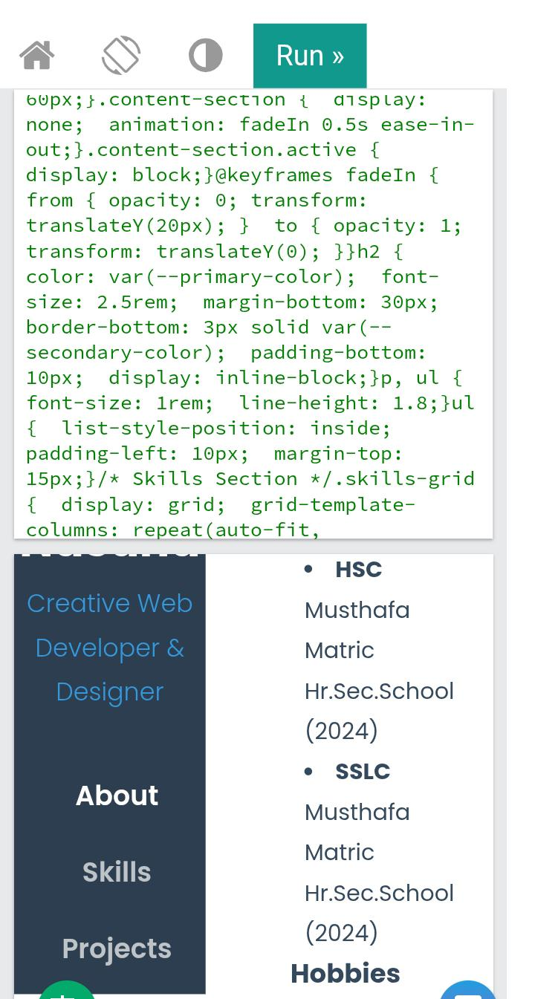 Run »
60px;}.content-section {  display:
none;  animation: fadeIn 0.5s ease-in-
out;}.content-section.active {
display: block;}@keyframes fadeIn {
from { opacity: 0; transform:
translateY(20px); }  to { opacity: 1;
transform: translateY(0); }}h2 {
color: var(--primary-color);  font-
size: 2.5rem;  margin-bottom: 30px;
border-bottom: 3px solid var(--
secondary-color);  padding-bottom:
10px;  display: inline-block;}p, ul {
font-size: 1rem;  line-height: 1.8;}ul
{  list-style-position: inside;
padding-left: 10px;  margin-top:
15px;}/* Skills Section */.skills-grid
{  display: grid;  grid-template-
columns: repeat(auto-fit,
Creative Web
Developer &
Designer
About
Skills
Projects
• HSC
Musthafa
Matric
Hr.Sec.School
(2024)
• SSLC
Musthafa
Matric
Hr.Sec.School
(2024)
Hobbies